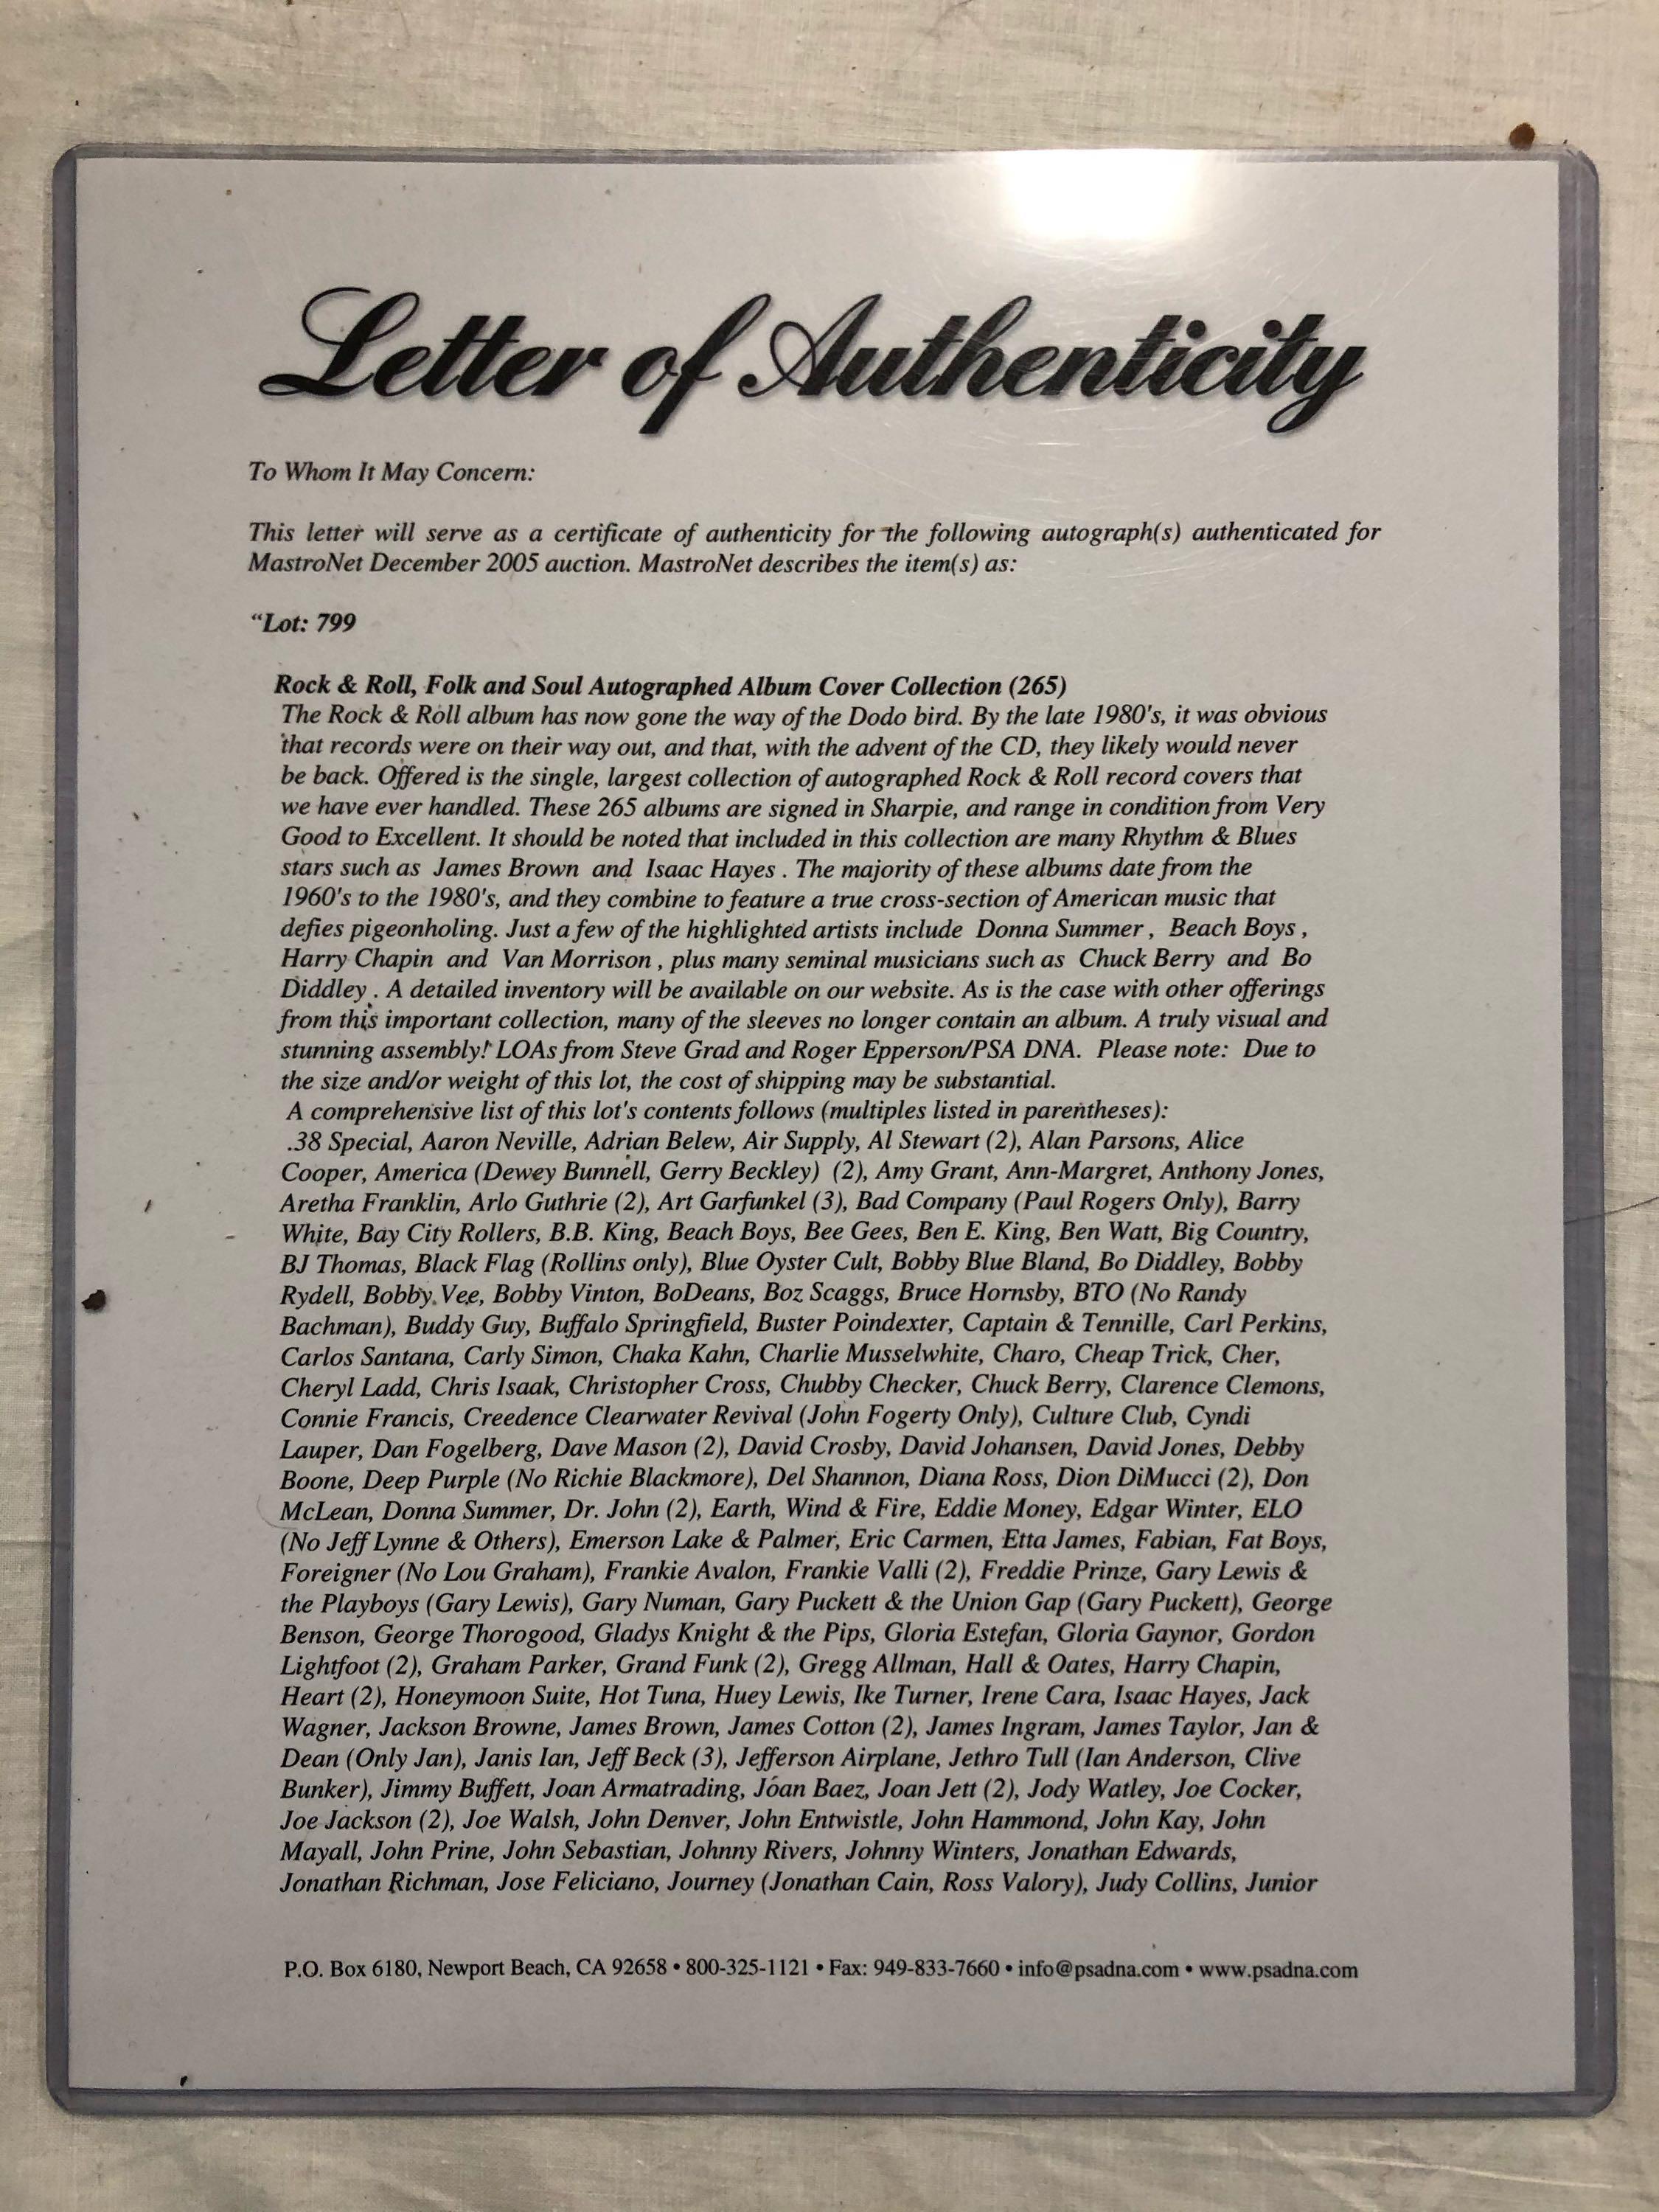 Letter of Authenticity
To Whom It May Concern:
This letter will serve as a certificate of authenticity for the following autograph(s) authenticated for
MastroNet December 2005 auction. MastroNet describes the item(s) as:
“Lot: 799
Rock & Roll, Folk and Soul Autographed Album Cover Collection (265)
The Rock & Roll album has now gone the way of the Dodo bird. By the late 1980's, it was obvious
that records were on their way out, and that, with the advent of the CD, they likely would never
be back. Offered is the single, largest collection of autographed Rock & Roll record covers that
we have ever handled. These 265 albums are signed in Sharpie, and range in condition from Very
Good to Excellent. It should be noted that included in this collection are many Rhythm & Blues
stars such as James Brown and Isaac Hayes . The majority of these albums date from the
1960's to the 1980's, and they combine to feature a true cross-section of American music that
defies pigeonholing. Just a few of the highlighted artists include Donna Summer , Beach Boys ,
Harry Chapin and Van Morrison , plus many seminal musicians such as Chuck Berry and Bo
Diddley . A detailed inventory will be available on our website. As is the case with other offerings
from this important collection, many of the sleeves no longer contain an album. A truly visual and
stunning assembly! LOAs from Steve Grad and Roger Epperson/PSA DNA. Please note: Due to
the size and/or weight of this lot, the cost of shipping may be substantial.
A comprehensive list of this lot's contents follows (multiples listed in parentheses):
.38 Special, Aaron Neville, Adrian Belew, Air Supply, Al Stewart (2), Alan Parsons, Alice
Cooper, America (Dewey Bunnell, Gerry Beckley) (2), Amy Grant, Ann-Margret, Anthony Jones,
Aretha Franklin, Arlo Guthrie (2), Art Garfunkel (3), Bad Company (Paul Rogers Only), Barry
White, Bay City Rollers, B.B. King, Beach Boys, Bee Gees, Ben E. King, Ben Watt, Big Country,
BJ Thomas, Black Flag (Rollins only), Blue Oyster Cult, Bobby Blue Bland, Bo Diddley, Bobby
Rydell, Bobby Vee, Bobby Vinton, BoDeans, Boz Scaggs, Bruce Hornsby, BTO (No Randy
Bachman), Buddy Guy, Buffalo Springfield, Buster Poindexter, Captain & Tennille, Carl Perkins,
Carlos Santana, Carly Simon, Chaka Kahn, Charlie Musselwhite, Charo, Cheap Trick, Cher,
Cheryl Ladd, Chris Isaak, Christopher Cross, Chubby Checker, Chuck Berry, Clarence Clemons,
Connie Francis, Creedence Clearwater Revival (John Fogerty Only), Culture Club, Cyndi
Lauper, Dan Fogelberg, Dave Mason (2), David Crosby, David Johansen, David Jones, Debby
Boone, Deep Purple (No Richie Blackmore), Del Shannon, Diana Ross, Dion DiMucci (2), Don
McLean, Donna Summer, Dr. John (2), Earth, Wind & Fire, Eddie Money, Edgar Winter, ELO
(No Jeff Lynne & Others), Emerson Lake & Palmer, Eric Carmen, Etta James, Fabian, Fat Boys,
Foreigner (No Lou Graham), Frankie Avalon, Frankie Valli (2), Freddie Prinze, Gary Lewis &
the Playboys (Gary Lewis), Gary Numan, Gary Puckett & the Union Gap (Gary Puckett), George
Benson, George Thorogood, Gladys Knight & the Pips, Gloria Estefan, Gloria Gaynor, Gordon
Lightfoot (2), Graham Parker, Grand Funk (2), Gregg Allman, Hall & Oates, Harry Chapin,
Heart (2), Honeymoon Suite, Hot Tuna, Huey Lewis, Ike Turner, Irene Cara, Isaac Hayes, Jack
Wagner, Jackson Browne, James Brown, James Cotton (2), James Ingram, James Taylor, Jan &
Dean (Only Jan), Janis Ian, Jeff Beck (3), Jefferson Airplane, Jethro Tull (Ian Anderson, Clive
Bunker), Jimmy Buffett, Joan Armatrading, Joan Baez, Joan Jett (2), Jody Watley, Joe Cocker,
Joe Jackson (2), Joe Walsh, John Denver, John Entwistle, John Hammond, John Kay, John
Mayall, John Prine, John Sebastian, Johnny Rivers, Johnny Winters, Jonathan Edwards,
Jonathan Richman, Jose Feliciano, Journey (Jonathan Cain, Ross Valory), Judy Collins, Junior
P.O. Box 6180, Newport Beach, CA 92658 • 800-325-1121 • Fax: 949-833-7660 • info@psadna.com • www.psadna.com